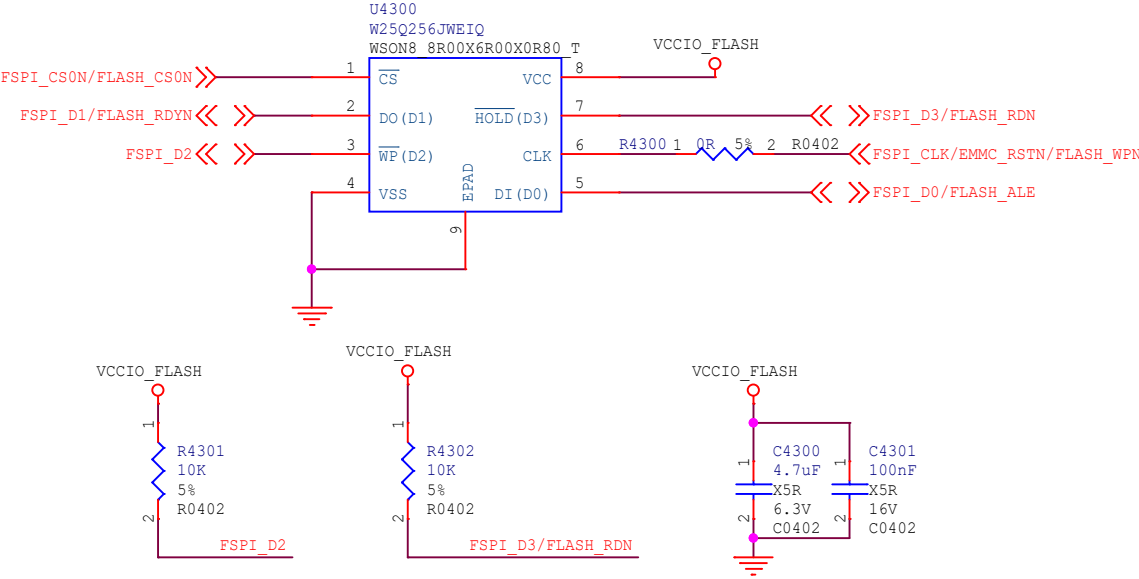 U4300
W25Q256JWEIQ
WSON8_8R00X6R00X0R80_T
VCCIO_FLASH
FSPI_CS0N/FLASH_CS0N
1
CS
VCC
8
FSPI_D1/FLASH_RDYN
2
DO(D1)
HOLD(D3)
7
FSPI_D3/FLASH_RDN
FSPI_D2
3
WP(D2)
CLK
6
R4300
1
0R
5%
2
R0402
FSPI_CLK/EMMC_RSTN/FLASH_WPN
4
VSS
EPAD
DI(D0)
5
FSPI_D0/FLASH_ALE
9
VCCIO_FLASH
1
R4301
10K
5%
R0402
2
FSPI_D2
VCCIO_FLASH
1
R4302
10K
5%
R0402
2
FSPI_D3/FLASH_RDN
VCCIO_FLASH
1
C4300
4.7uF
X5R
6.3V
C0402
2
1
C4301
100nF
X5R
16V
C0402
2